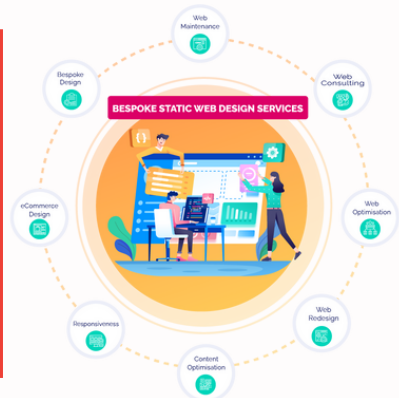 Web
Maintenance
Bespoke
Design
Web
Consulting
BESPOKE STATIC WEB DESIGN SERVICES
eCommerce
Design
Web
Optimisation
Responsiveness
Web
Redesign
Content
Optimisation